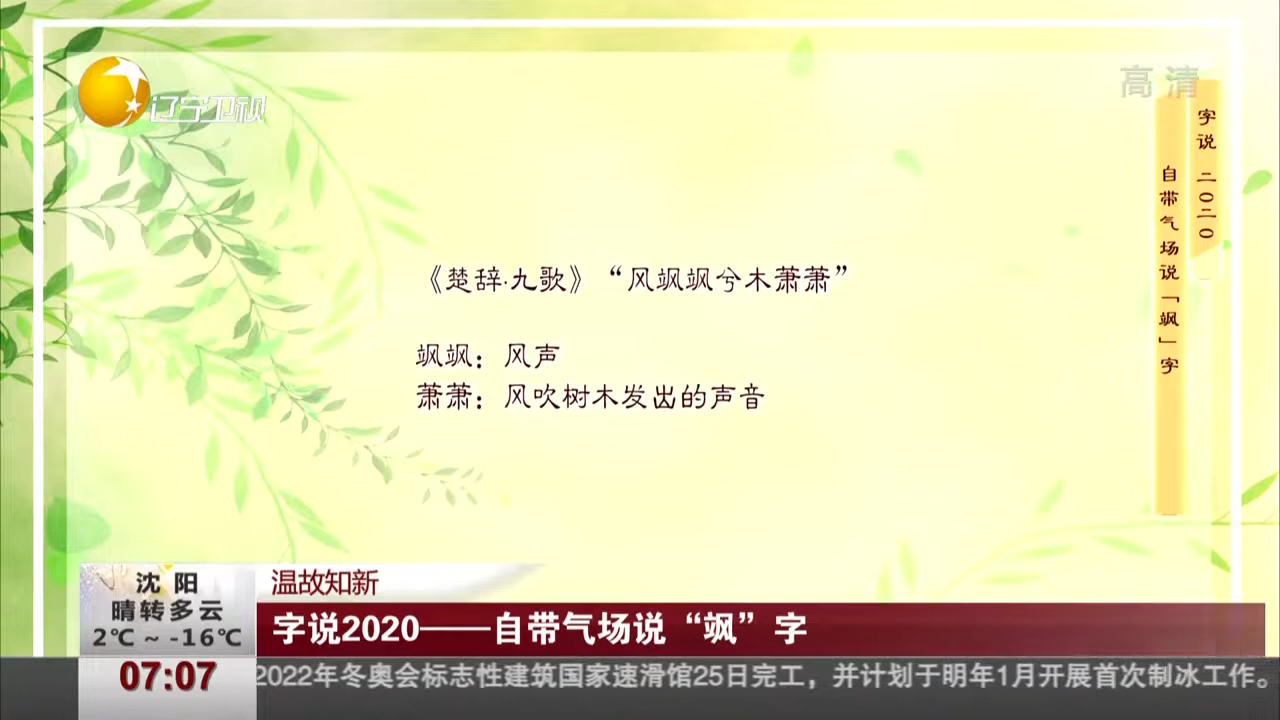 辽宁卫视
高清
字说 二〇二〇
自带气场说「飒」字
《楚辞·九歌》“风飒飒兮木萧萧”
飒飒：风声
萧萧：风吹树木发出的声音
沈阳
晴转多云
2℃~-16℃
07:07
温故知新
字说2020——自带气场说“飒”字
2022年冬奥会标志性建筑国家速滑馆25日完工，并计划于明年1月开展首次制冰工作。